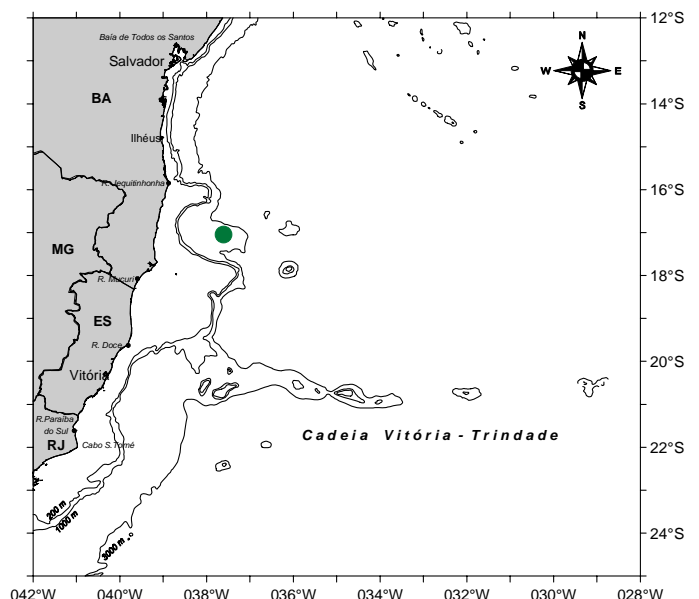 12°S
Baía de Todos os Santos
Salvador
N
W
E
S
BA
14°S
Ilhéus
R. Jequitinhonha
16°S
MG
R. Mucuri
18°S
ES
R. Doce
20°S
Vitória
R.Paraíba
do Sul
RJ
Cabo S.Tomé
Cadeia Vitória - Trindade
22°S
200 m
1000 m
3000 m
24°S
042°W
040°W
038°W
036°W
034°W
032°W
030°W
028°W